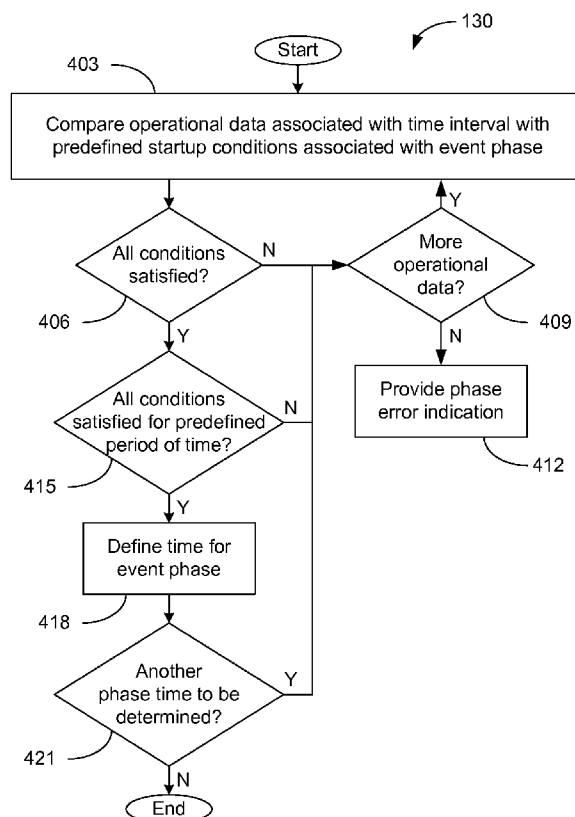 130
Start
403
Compare operational data associated with time interval with
predefined startup conditions associated with event phase
Y
All conditions
satisfied?
N
More
operational
data?
406
409
Y
N
All conditions
satisfied for predefined
period of time?
N
Provide phase
error indication
415
412
Y
Define time for
event phase
418
Another
phase time to be
determined?
Y
421
N
End